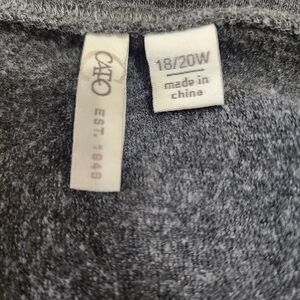 CATO
EST. 1946
18/20W
made in
china